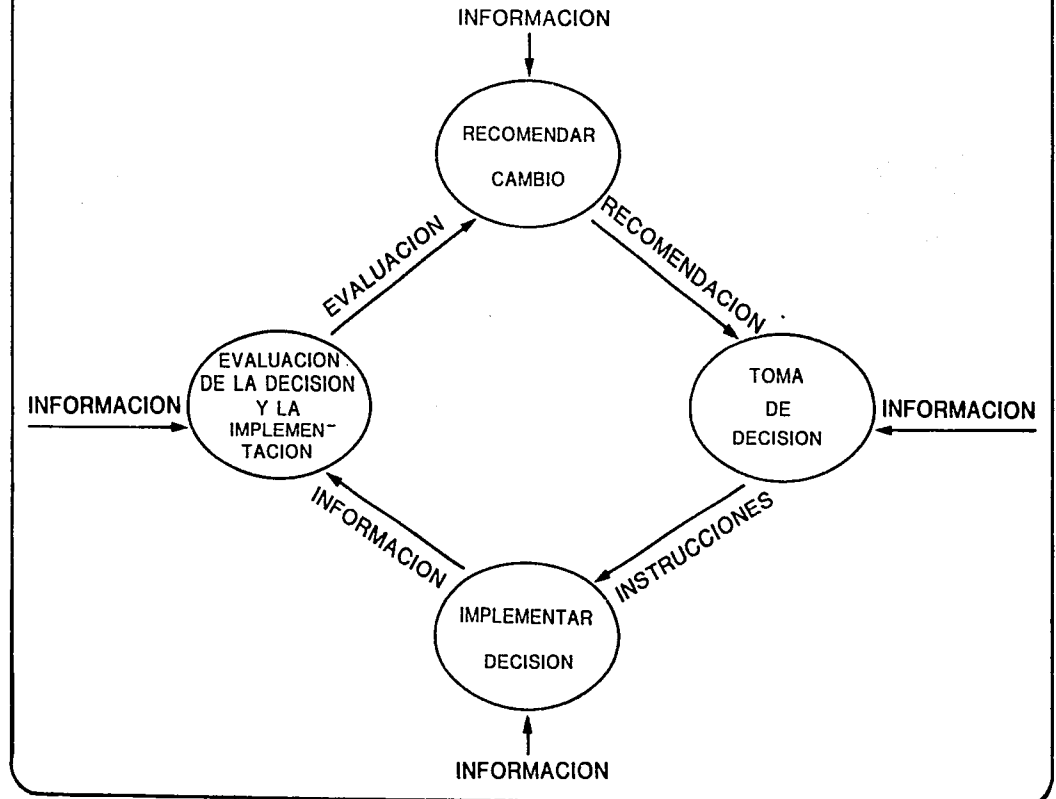 INFORMACION
RECOMENDAR
CAMBIO
EVALUACION
RECOMENDACION
EVALUACION
DE LA DECISION
Y LA
IMPLEMEN-
TACION
INFORMACION
TOMA
DE
DECISION
INFORMACION
INFORMACION
INSTRUCCIONES
IMPLEMENTAR
DECISION
INFORMACION